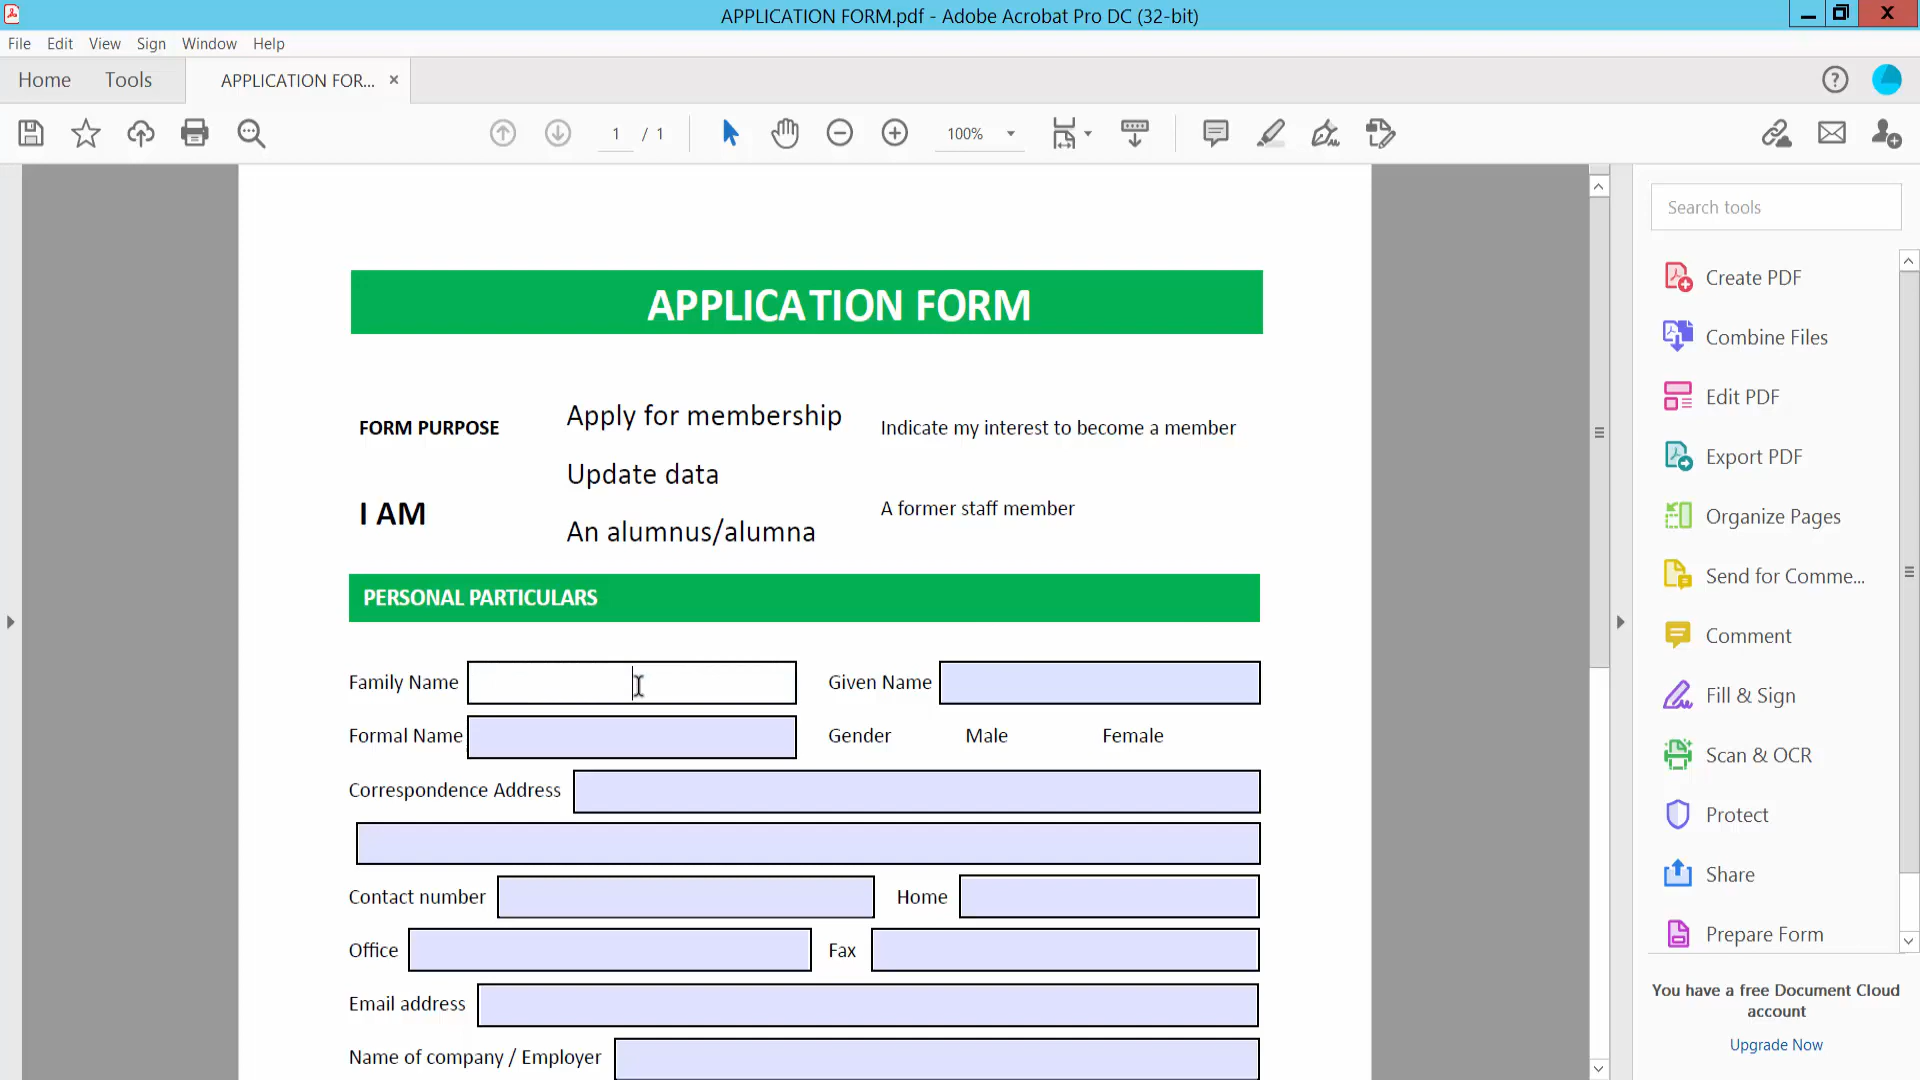 APPLICATION FORM.pdf - Adobe Acrobat Pro DC (32-bit)
File Edit View Sign Window Help
Home Tools APPLICATION FOR... ×
1 / 1 100%
Search tools
Create PDF
Combine Files
Edit PDF
Export PDF
Organize Pages
Send for Comme...
Comment
Fill & Sign
Scan & OCR
Protect
Share
Prepare Form
You have a free Document Cloud
account
Upgrade Now
APPLICATION FORM
FORM PURPOSE Apply for membership Indicate my interest to become a member
Update data
I AM A former staff member
An alumnus/alumna
PERSONAL PARTICULARS
Family Name Given Name
Formal Name Gender Male Female
Correspondence Address
Contact number Home
Office Fax
Email address
Name of company / Employer